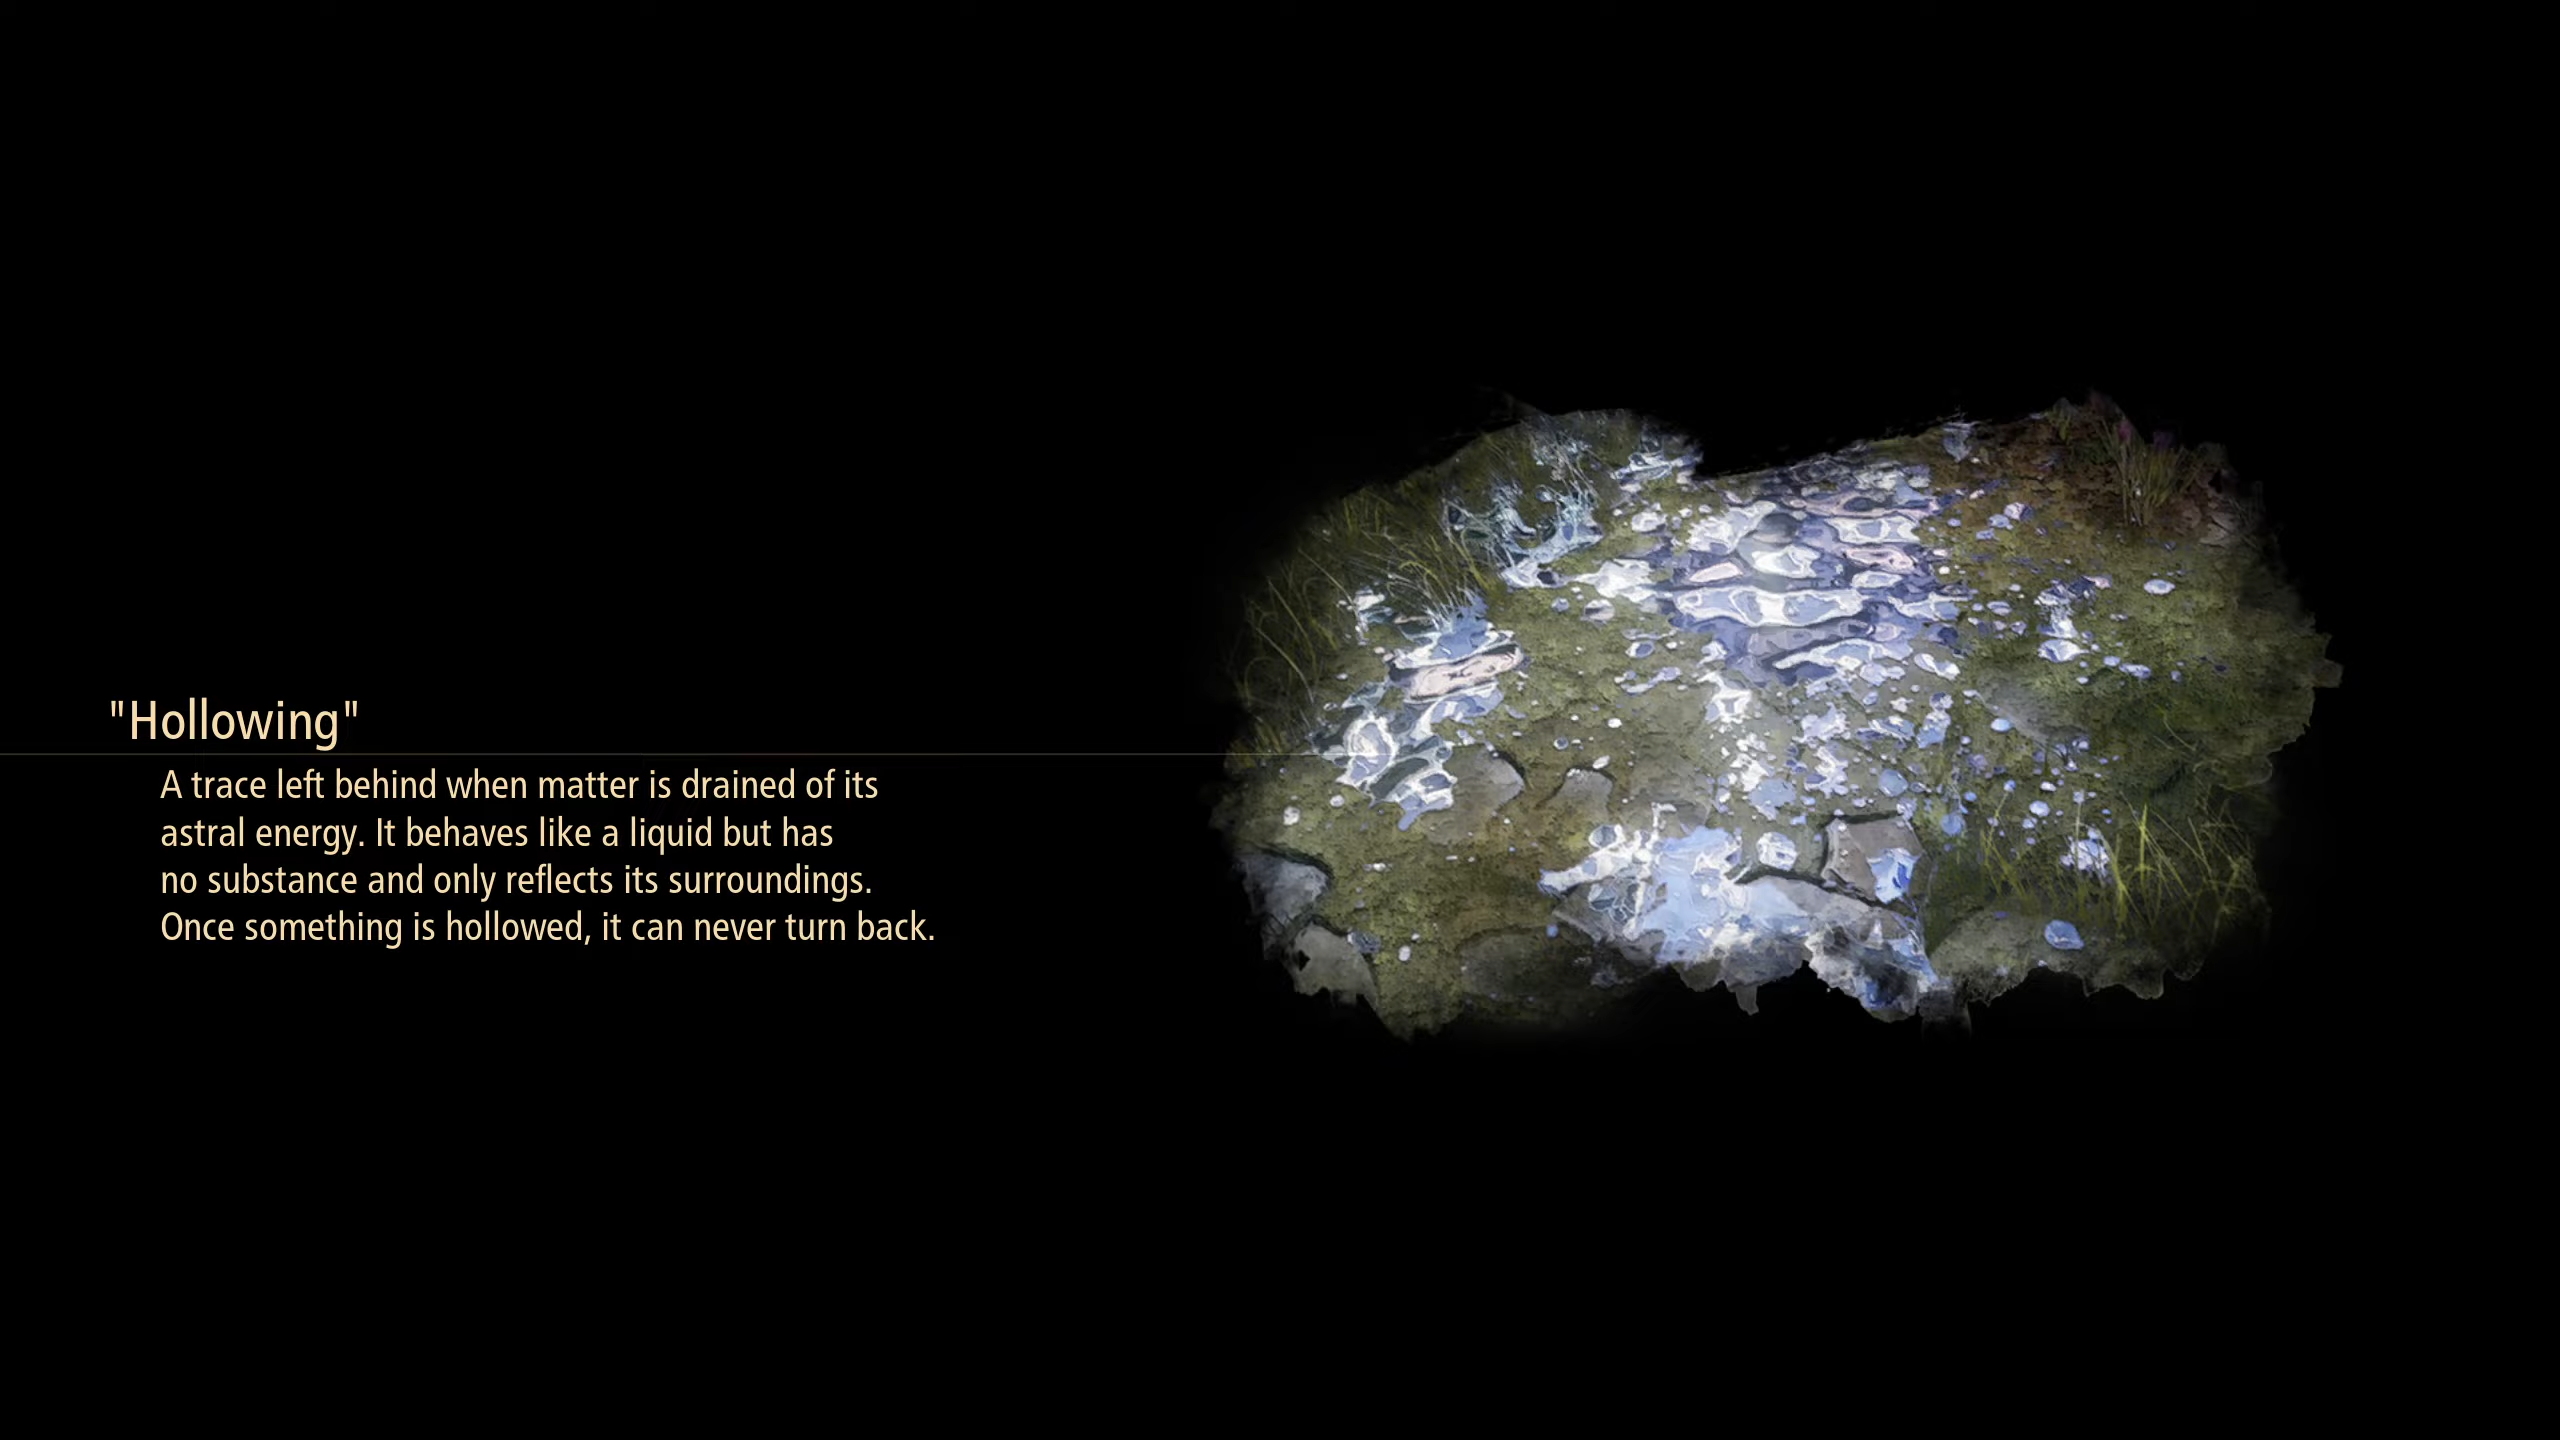 "Hollowing"
A trace left behind when matter is drained of its
astral energy. It behaves like a liquid but has
no substance and only reflects its surroundings.
Once something is hollowed, it can never turn back.